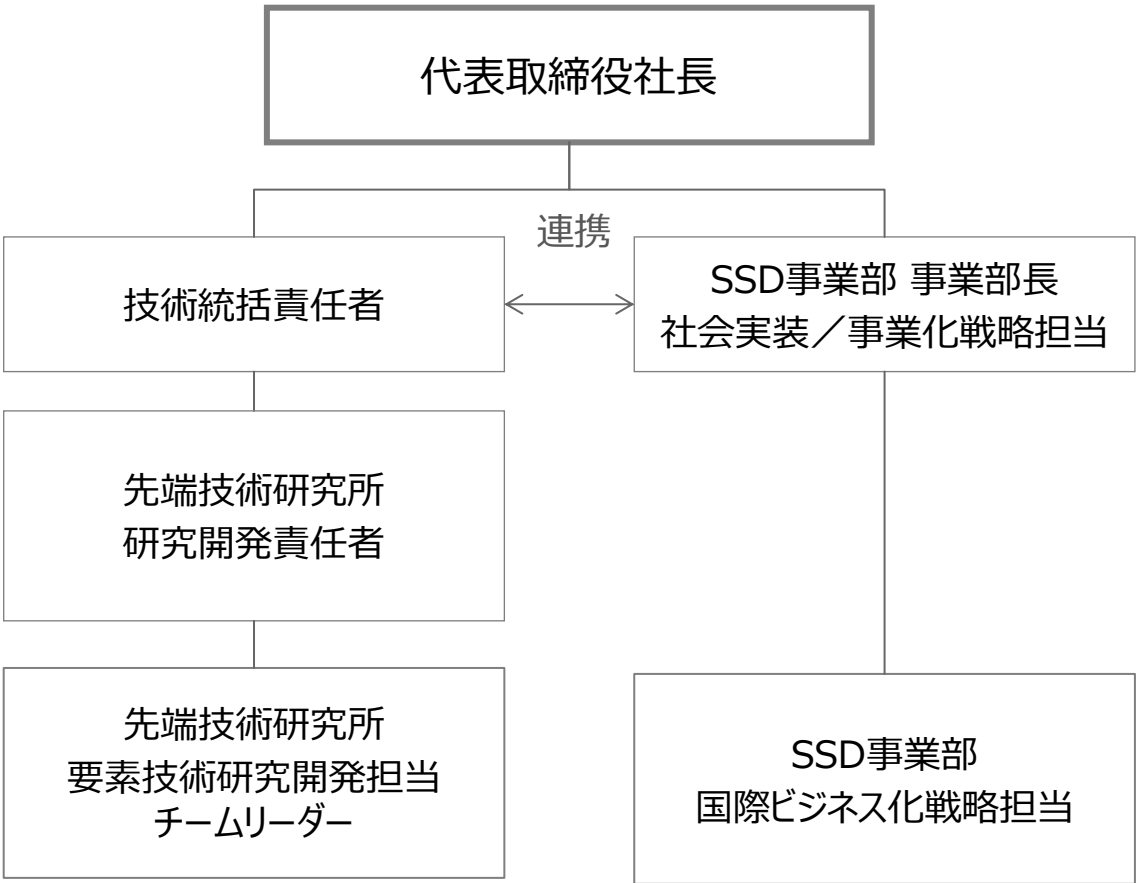 代表取締役社長
連携
技術統括責任者
SSD事業部 事業部長
社会実装／事業化戦略担当
先端技術研究所
研究開発責任者
先端技術研究所
要素技術研究開発担当
チームリーダー
SSD事業部
国際ビジネス化戦略担当